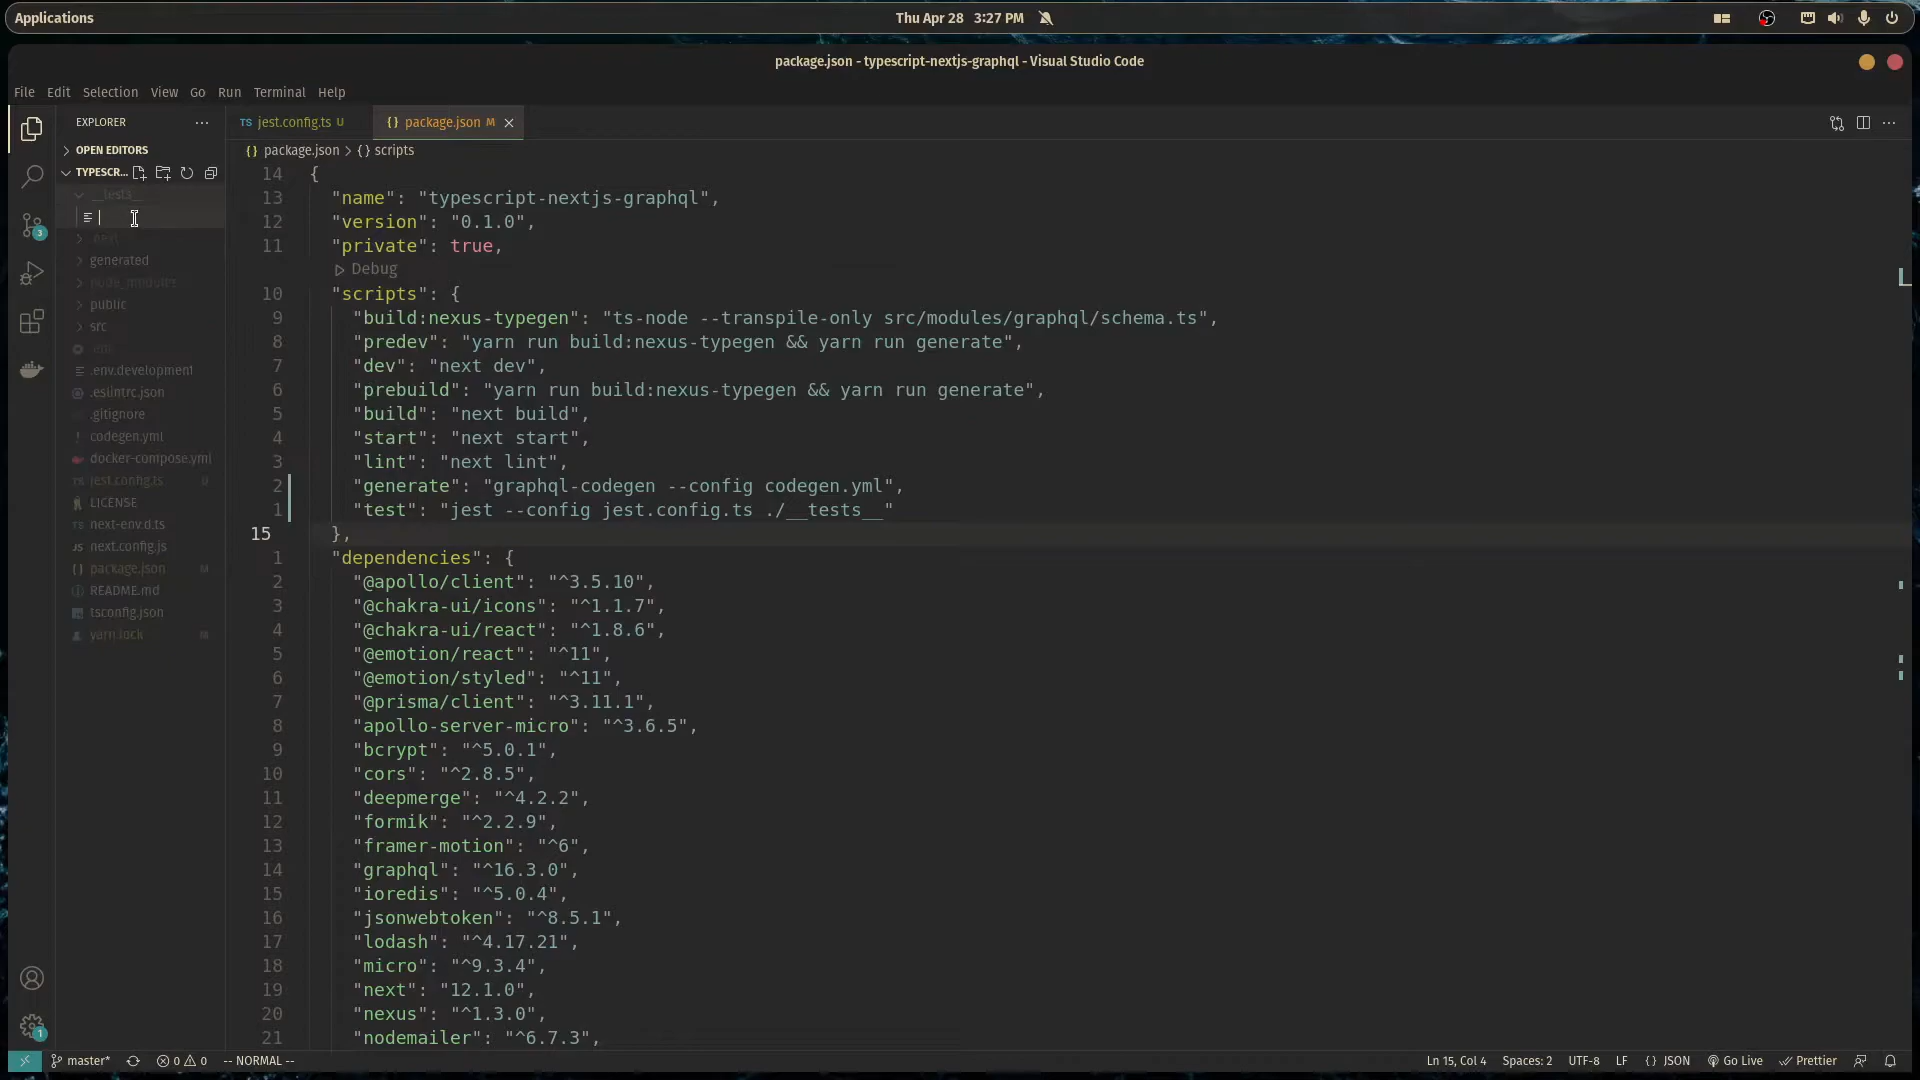 Applications
Thu Apr 28 3:27 PM
package.json - typescript-nextjs-graphql - Visual Studio Code
File Edit Selection View Go Run Terminal Help
EXPLORER
TS jest.config.ts U
{} package.json M
OPEN EDITORS
{} package.json > {} scripts
TYPESCR...
__tests__
.next
generated
node_modules
public
src
.env
.env.development
.eslintrc.json
.gitignore
codegen.yml
docker-compose.yml
TS jest.config.ts U
LICENSE
TS next-env.d.ts
JS next.config.js
{} package.json M
README.md
tsconfig.json
yarn.lock M
3
1
14 {
13 "name": "typescript-nextjs-graphql",
12 "version": "0.1.0",
11 "private": true,
Debug
10 "scripts": {
9 "build:nexus-typegen": "ts-node --transpile-only src/modules/graphql/schema.ts",
8 "predev": "yarn run build:nexus-typegen && yarn run generate",
7 "dev": "next dev",
6 "prebuild": "yarn run build:nexus-typegen && yarn run generate",
5 "build": "next build",
4 "start": "next start",
3 "lint": "next lint",
2 "generate": "graphql-codegen --config codegen.yml",
1 "test": "jest --config jest.config.ts ./__tests__"
15 },
1 "dependencies": {
2 "@apollo/client": "^3.5.10",
3 "@chakra-ui/icons": "^1.1.7",
4 "@chakra-ui/react": "^1.8.6",
5 "@emotion/react": "^11",
6 "@emotion/styled": "^11",
7 "@prisma/client": "^3.11.1",
8 "apollo-server-micro": "^3.6.5",
9 "bcrypt": "^5.0.1",
10 "cors": "^2.8.5",
11 "deepmerge": "^4.2.2",
12 "formik": "^2.2.9",
13 "framer-motion": "^6",
14 "graphql": "^16.3.0",
15 "ioredis": "^5.0.4",
16 "jsonwebtoken": "^8.5.1",
17 "lodash": "^4.17.21",
18 "micro": "^9.3.4",
19 "next": "12.1.0",
20 "nexus": "^1.3.0",
21 "nodemailer": "^6.7.3",
master* 0 0 -- NORMAL --
Ln 15, Col 4 Spaces: 2 UTF-8 LF {} JSON Go Live Prettier